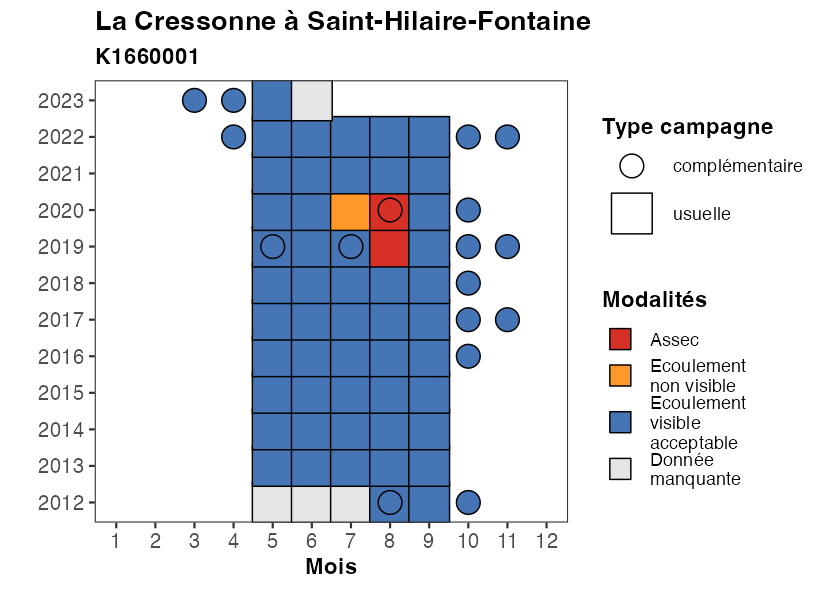 La Cressonne à Saint-Hilaire-Fontaine
K1660001
2023
2022
2021
2020
2019
2018
2017
2016
2015
2014
2013
2012
1 2 3 4 5 6 7 8 9 10 11 12
Mois
Type campagne
complémentaire
usuelle
Modalités
Assec
Ecoulement
non visible
Ecoulement
visible
acceptable
Donnée
manquante